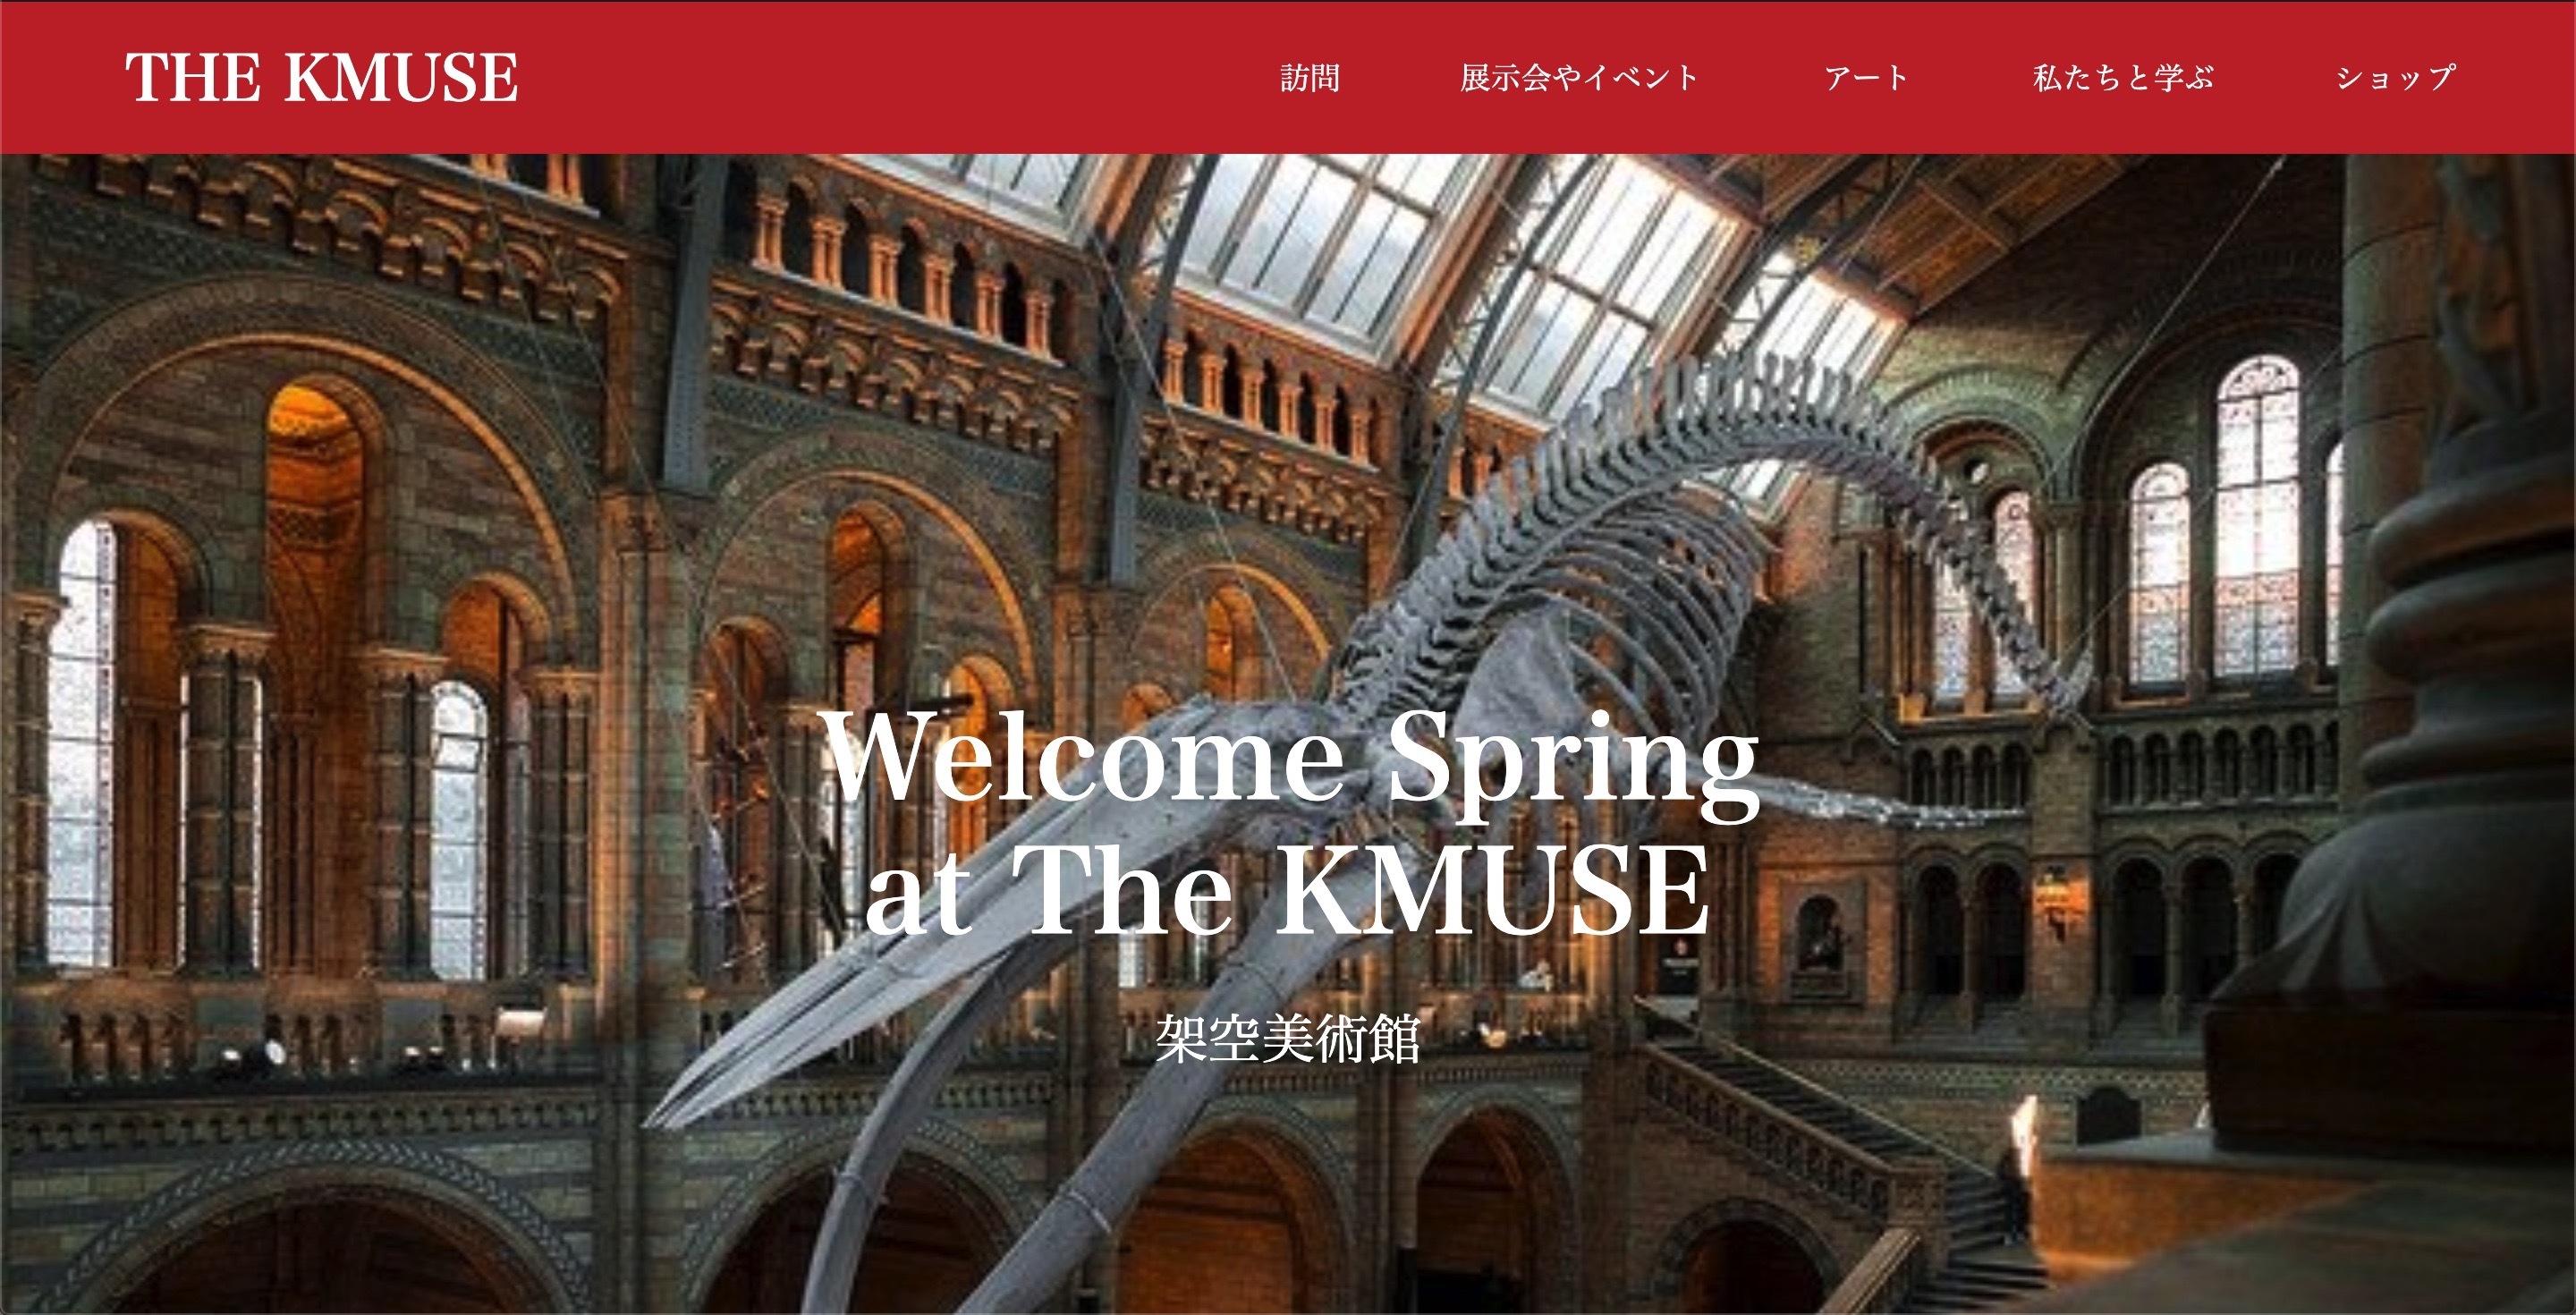 THE KMUSE
訪問
展示会やイベント
アート
私たちと学ぶ
ショップ
Welcome Spring
at The KMUSE
架空美術館